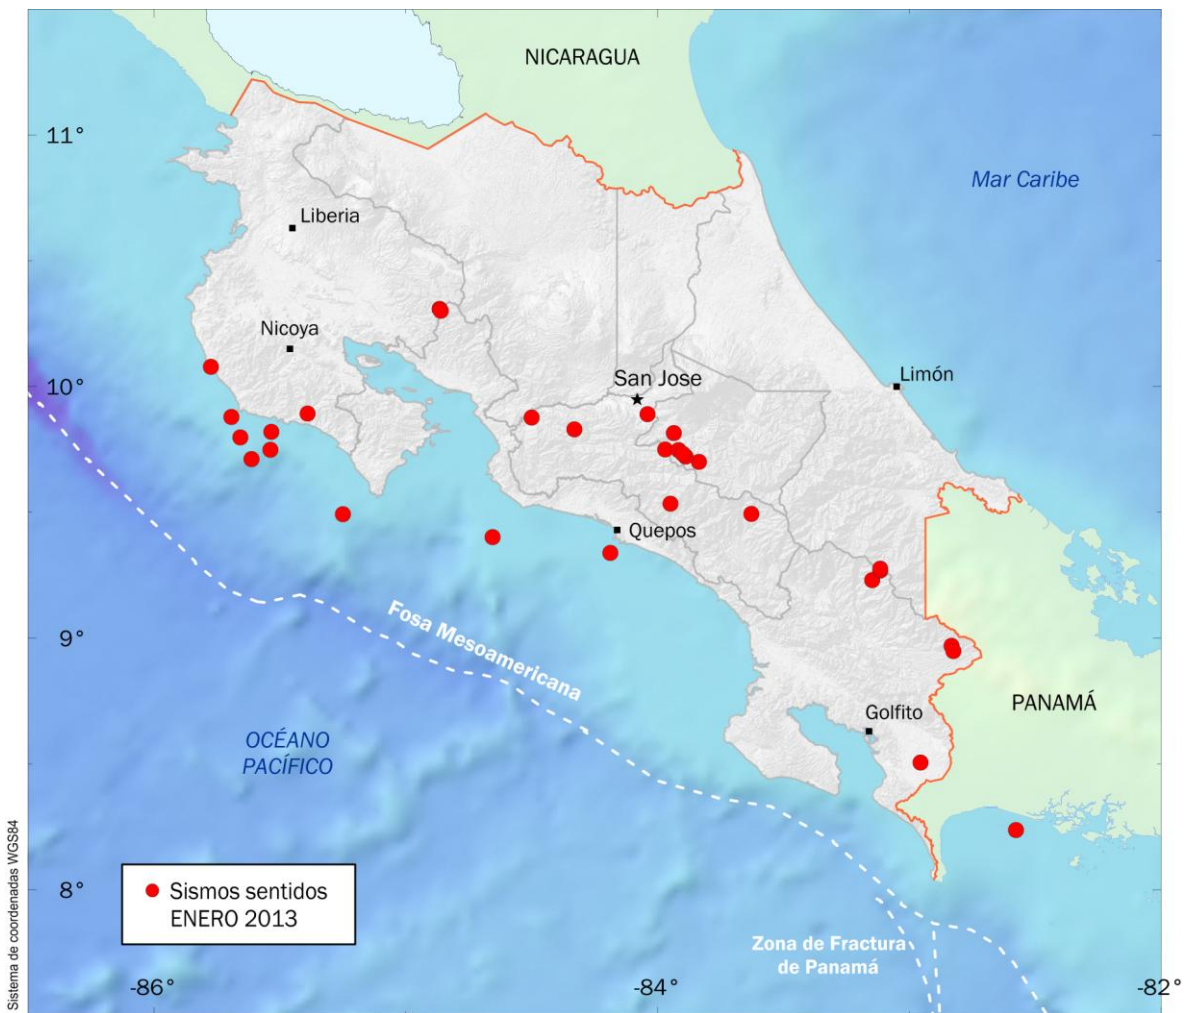 NICARAGUA
11°
Mar Caribe
Liberia
Nicoya
San Jose
Limón
10°
Quepos
Fosa Mesoamericana
9°
PANAMÁ
Golfito
OCÉANO
PACÍFICO
Sismos sentidos
ENERO 2013
8°
Zona de Fractura
de Panamá
-86°
-84°
-82°
Sistema de coordenadas WGS84